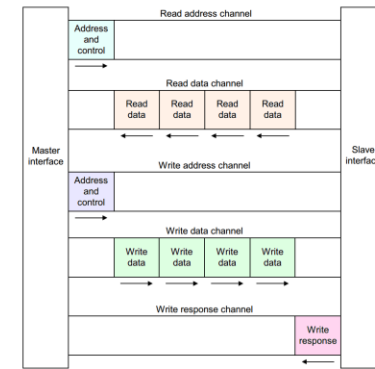 Read address channel
Address
and
control
Read data channel
Read Read Read Read
data data data data
Master
interface
Slave
interface
Write address channel
Address
and
control
Write data channel
Write Write Write Write
data data data data
Write response channel
Write
response